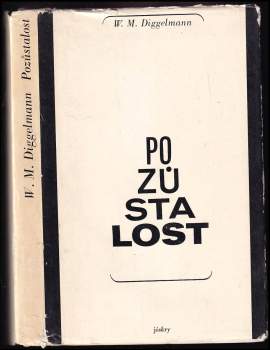 W. M. Diggelmann
PO
ZŮ
STA
LOST
jiskry
W. M. Diggelmann Pozůstalost